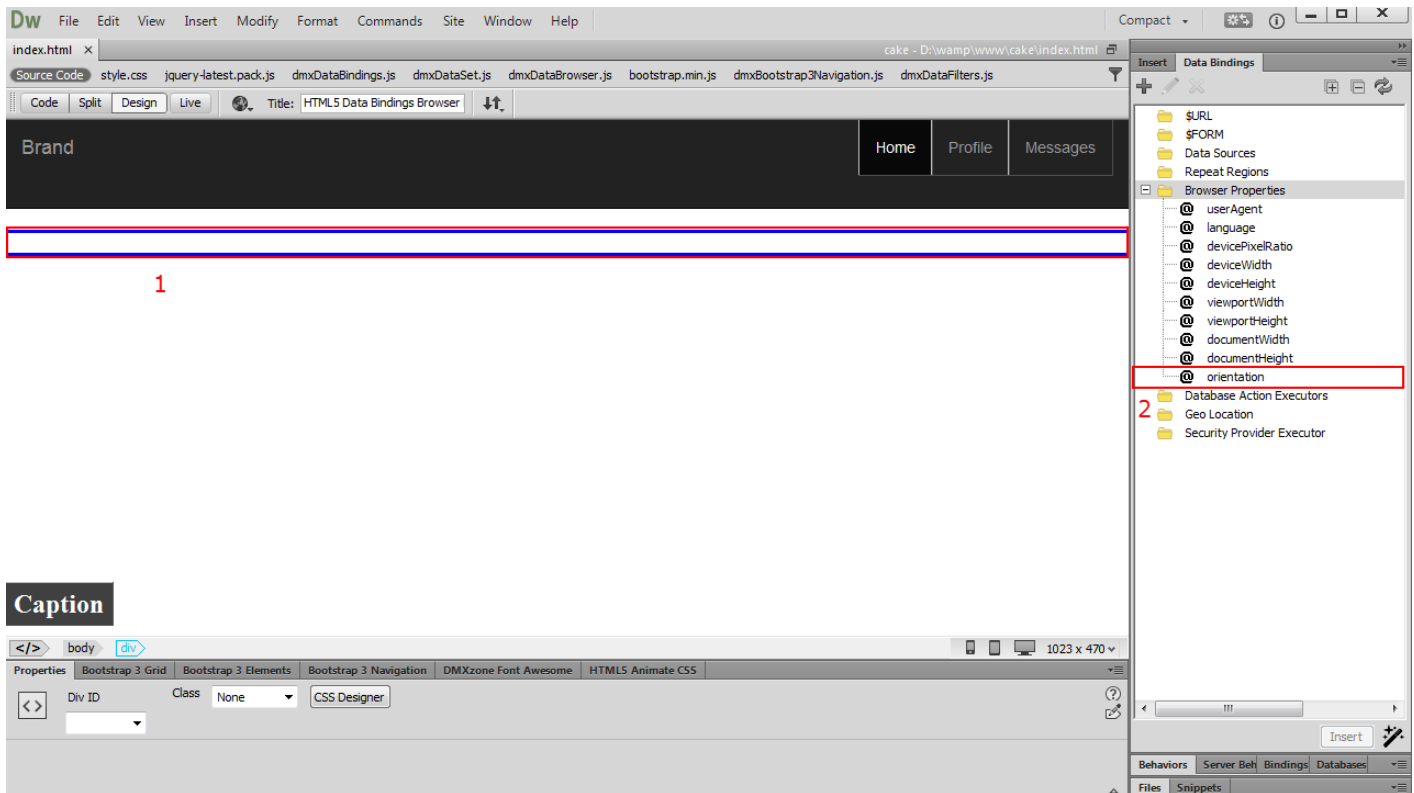 Dw File Edit View Insert Modify Format Commands Site Window Help Compact
index.html × cake - D:\wamp\www\cake\index.html
Source Code style.css jquery-latest.pack.js dmxDataBindings.js dmxDataSet.js dmxDataBrowser.js bootstrap.min.js dmxBootstrap3Navigation.js dmxDataFilters.js
Code Split Design Live Title: HTML5 Data Bindings Browser
Brand Home Profile Messages
1
Caption
</> body div 1023 x 470
Properties Bootstrap 3 Grid Bootstrap 3 Elements Bootstrap 3 Navigation DMXzone Font Awesome HTML5 Animate CSS
Div ID Class None CSS Designer
Insert Data Bindings
$URL
$FORM
Data Sources
Repeat Regions
Browser Properties
@ userAgent
@ language
@ devicePixelRatio
@ deviceWidth
@ deviceHeight
@ viewportWidth
@ viewportHeight
@ documentWidth
@ documentHeight
@ orientation
Database Action Executors
2
Geo Location
Security Provider Executor
Insert
Behaviors Server Beh Bindings Databases
Files Snippets